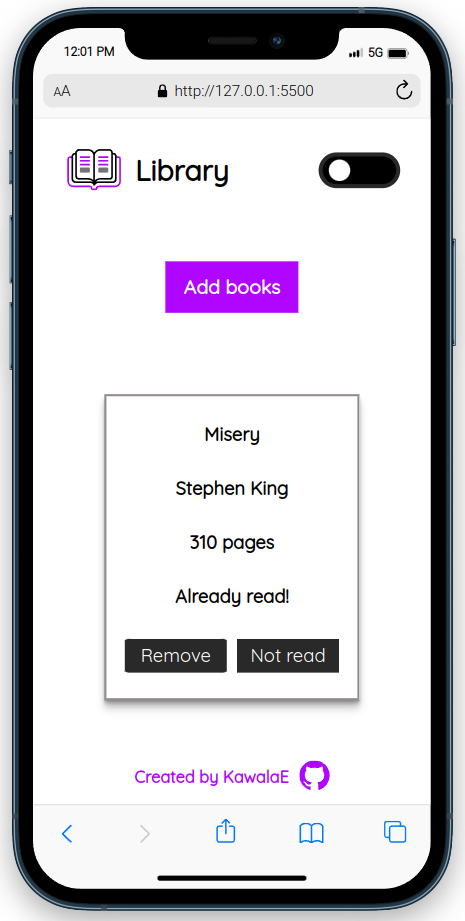 12:01 PM
5G
AA
http://127.0.0.1:5500
Library
Add books
Misery
Stephen King
310 pages
Already read!
Remove
Not read
Created by KawalaE